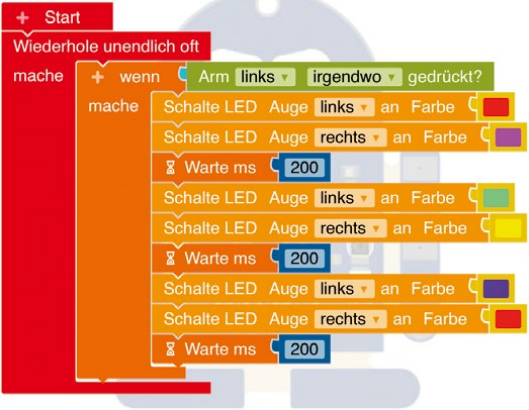 + Start
Wiederhole unendlich oft
mache + wenn Arm links irgendwo gedrückt?
mache Schalte LED Auge links an Farbe
Schalte LED Auge rechts an Farbe
Warte ms 200
Schalte LED Auge links an Farbe
Schalte LED Auge rechts an Farbe
Warte ms 200
Schalte LED Auge links an Farbe
Schalte LED Auge rechts an Farbe
Warte ms 200